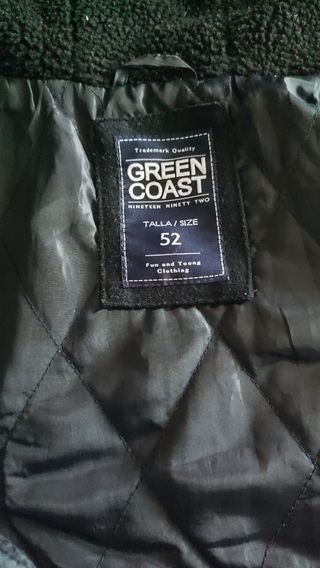 Trademark Quality
GREEN
COAST
NINETEEN NINETY TWO
TALLA / SIZE
52
Fun and Young
Clothing